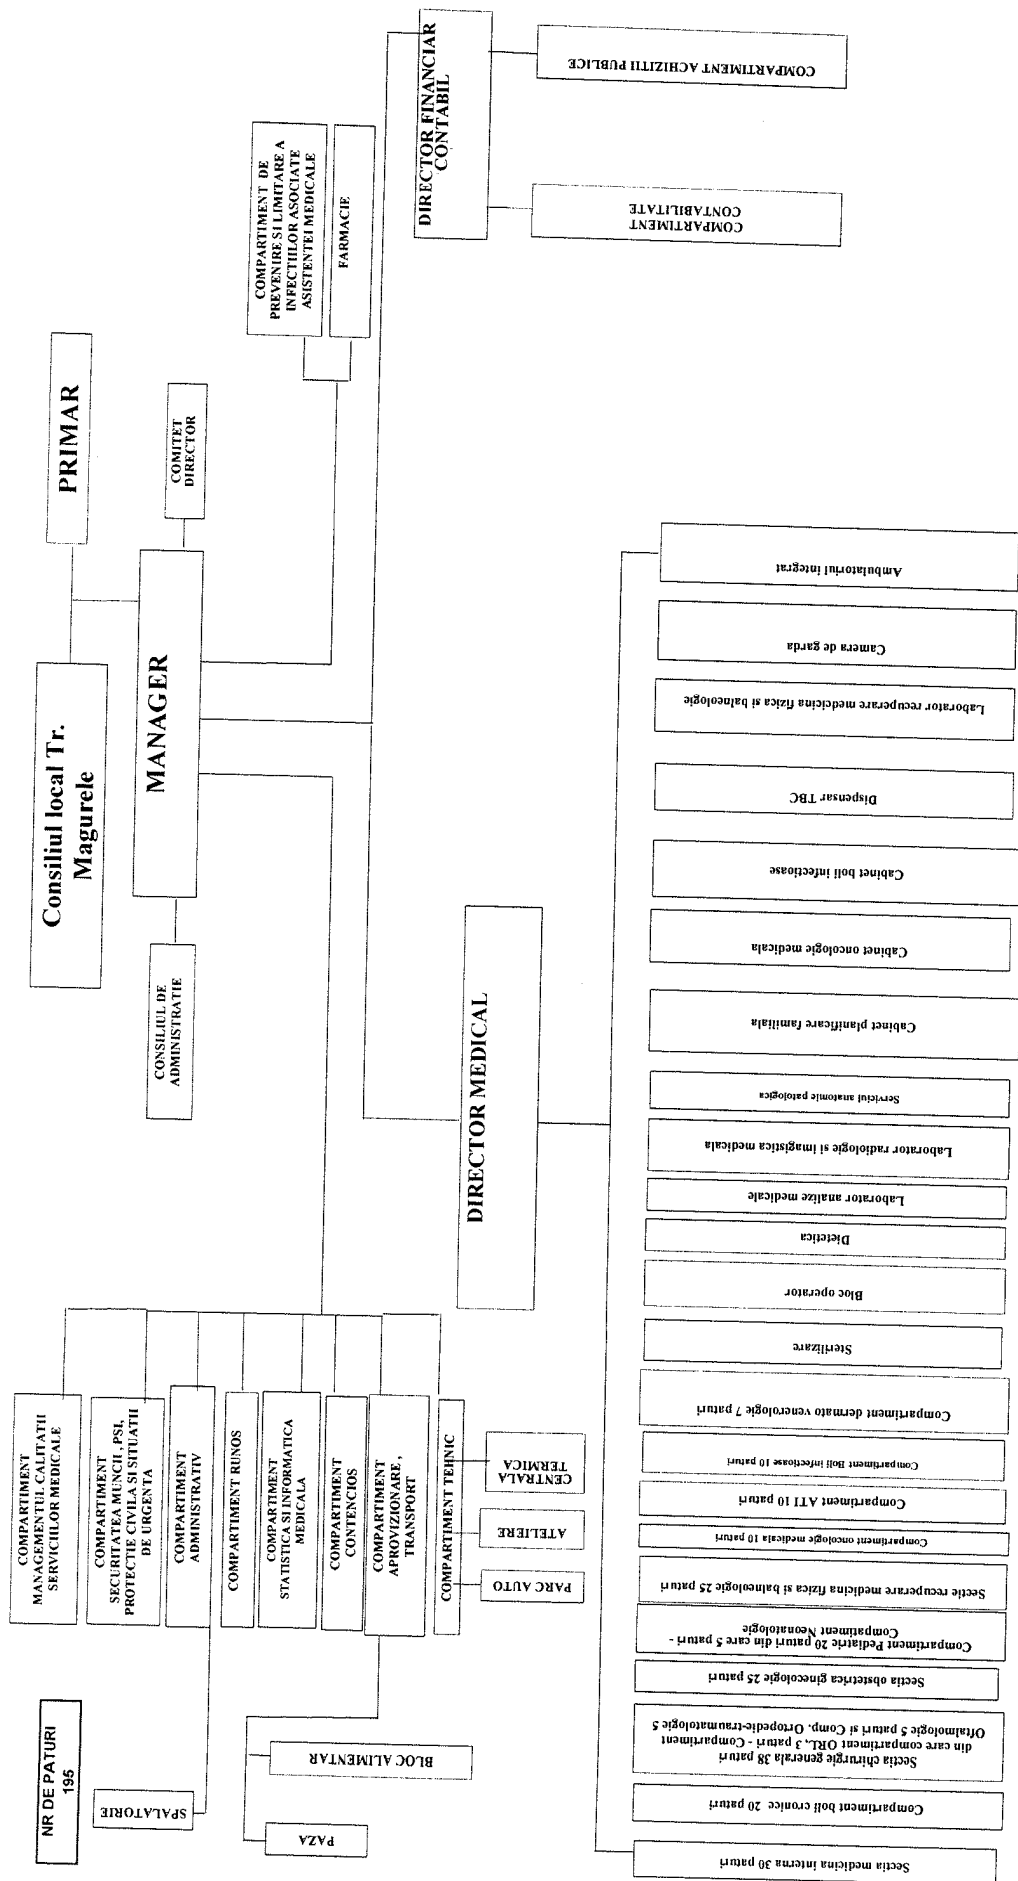 PRIMAR
Consiliul local Tr.
Magurele
COMITET
DIRECTOR
MANAGER
CONSILIUL DE
ADMINISTRATIE
COMPARTIMENT DE
PREVENIRE SI LIMITARE A
INFECTIILOR ASOCIATE
ASISTENTEI MEDICALE
FARMACIE
DIRECTOR FINANCIAR
CONTABIL
COMPARTIMENT ACHIZITII PUBLICE
COMPARTIMENT
CONTABILITATE
DIRECTOR MEDICAL
NR DE PATURI
195
COMPARTIMENT
MANAGEMENTUL CALITATII
SERVICIILOR MEDICALE
COMPARTIMENT
SECURITATEA MUNCII , PSI,
PROTECTIE CIVILA SI SITUATII
DE URGENTA
COMPARTIMENT
ADMINISTRATIV
COMPARTIMENT RUNOS
COMPARTIMENT
STATISTICA SI INFORMATICA
MEDICALA
COMPARTIMENT
CONTENCIOS
COMPARTIMENT
APROVIZIONARE ,
TRANSPORT
COMPARTIMENT TEHNIC
SPALATORIE
BLOC ALIMENTAR
PAZA
PARC AUTO
ATELIERE
CENTRALA
TERMICA
Sectia medicina interna 30 paturi
Compartiment boli cronice 20 paturi
Sectia chirurgie generala 38 paturi
din care compartiment ORL, 3 paturi - Compartiment
Oftalmologie 5 paturi si Comp. Ortopedie-traumatologie 5
Sectia obstetrica ginecologie 25 paturi
Compartiment Pediatric 20 paturi din care 5 paturi -
Compatiment Neonatologie
Sectie recuperare medicina fizica si balneologie 25 paturi
Compartiment oncologie medicala 10 paturi
Compartiment ATI 10 paturi
Compartiment Boli infectioase 10 paturi
Compartiment dermato venerologie 7 paturi
Sterilizare
Bloc operator
Dietetica
Laborator analize medicale
Laborator radiologie si imagistica medicala
Serviciul anatomie patologica
Cabinet planificare familiala
Cabinet oncologie medicala
Cabinet boli infectioase
Dispensar TBC
Laborator recuperare medcicina fizica si balneologie
Camera de garda
Ambulatoriul integrat